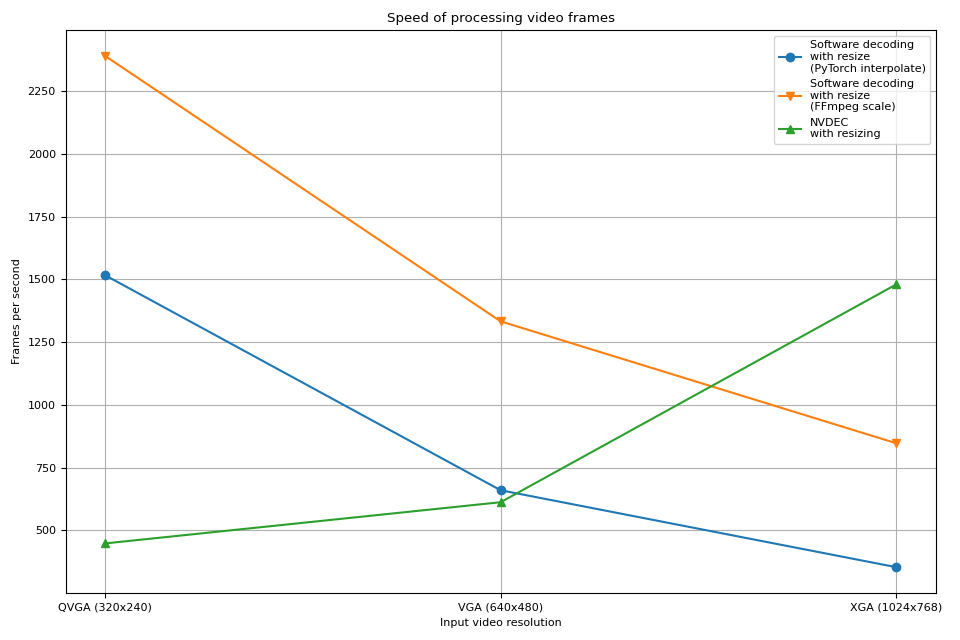 Speed of processing video frames
Software decoding
with resize
(PyTorch interpolate)
Software decoding
with resize
(FFmpeg scale)
NVDEC
with resizing
Frames per second
2250
2000
1750
1500
1250
1000
750
500
QVGA (320x240)
VGA (640x480)
XGA (1024x768)
Input video resolution